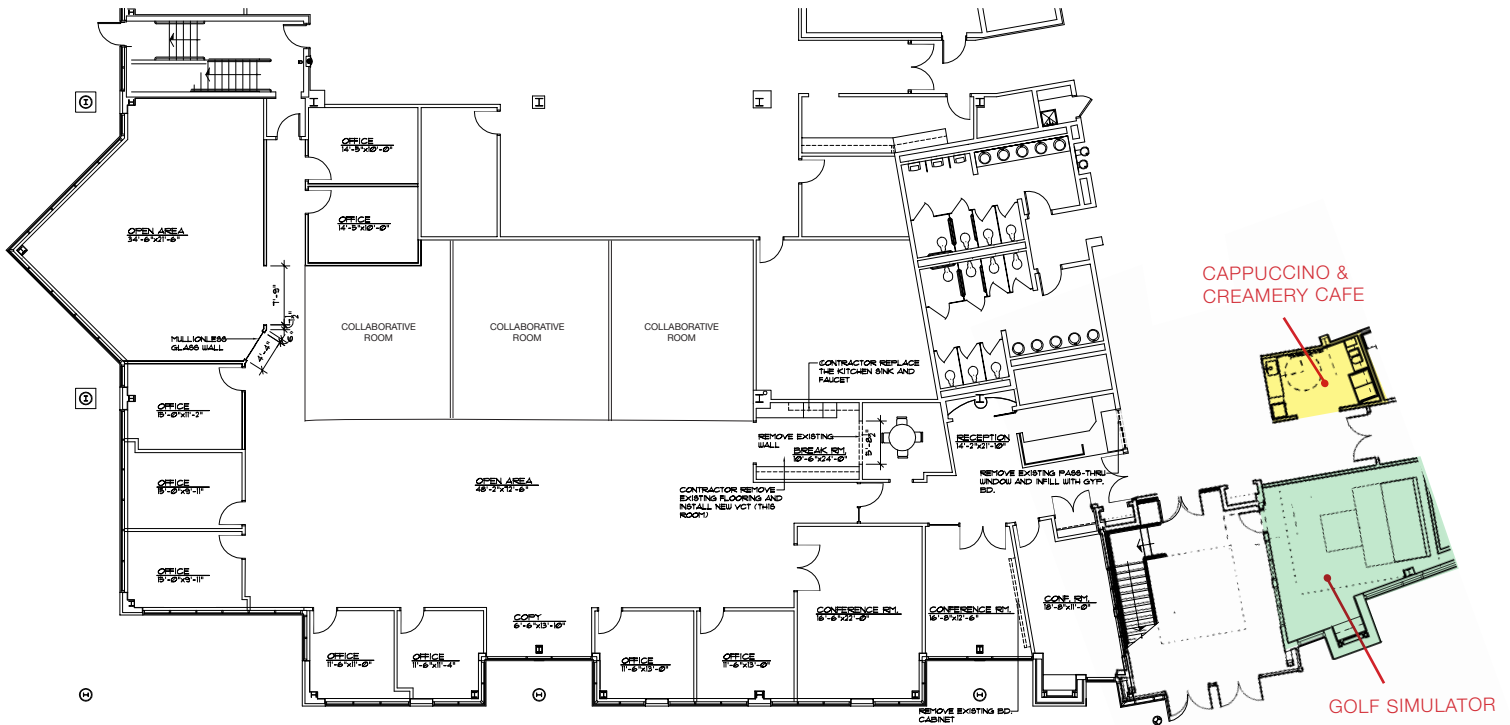 OFFICE
14'-5"x10'-0"
OFFICE
14'-5"x10'-0"
OPEN AREA
34'-6"x21'-6"
CAPPUCCINO &
CREAMERY CAFE
7'-9"
6"
4'-4"
MULLIONLESS
GLASS WALL
COLLABORATIVE
ROOM
COLLABORATIVE
ROOM
COLLABORATIVE
ROOM
CONTRACTOR REPLACE
THE KITCHEN SINK AND
FAUCET
OFFICE
15'-0"x11'-2"
REMOVE EXISTING
WALL
BREAK RM.
10'-6"x24'-0"
RECEPTION
14'-2"x21'-10"
REMOVE EXISTING PASS-THRU
WINDOW AND INFILL WITH GYP.
BD.
OPEN AREA
48'-2"x72'-6"
CONTRACTOR REMOVE
EXISTING FLOORING AND
INSTALL NEW VCT (THIS
ROOM)
OFFICE
15'-0"x9'-11"
OFFICE
15'-0"x9'-11"
COPY
6'-6"x13'-10"
CONFERENCE RM.
16'-6"x22'-0"
CONFERENCE RM.
16'-8"x12'-6"
CONF. RM.
18'-8"x11'-0"
OFFICE
11'-6"x11'-0"
OFFICE
11'-6"x11'-4"
OFFICE
11'-6"x13'-0"
OFFICE
11'-6"x13'-0"
REMOVE EXISTING BD.
CABINET
GOLF SIMULATOR